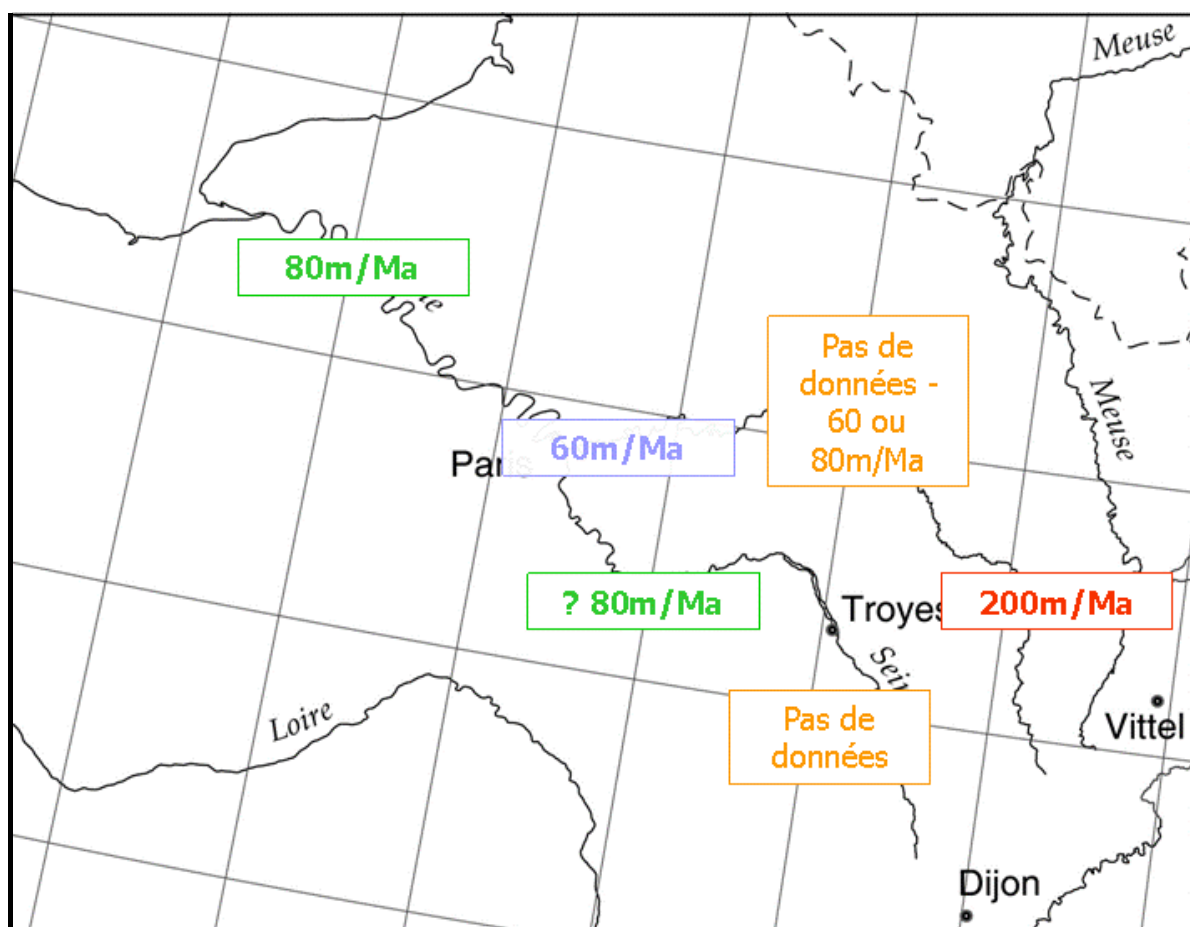 Meuse
80m/Ma
Pas de
données -
60 ou
80m/Ma
Meuse
Paris
60m/Ma
? 80m/Ma
Troyes
200m/Ma
Loire
Pas de
données
Vittel
Dijon